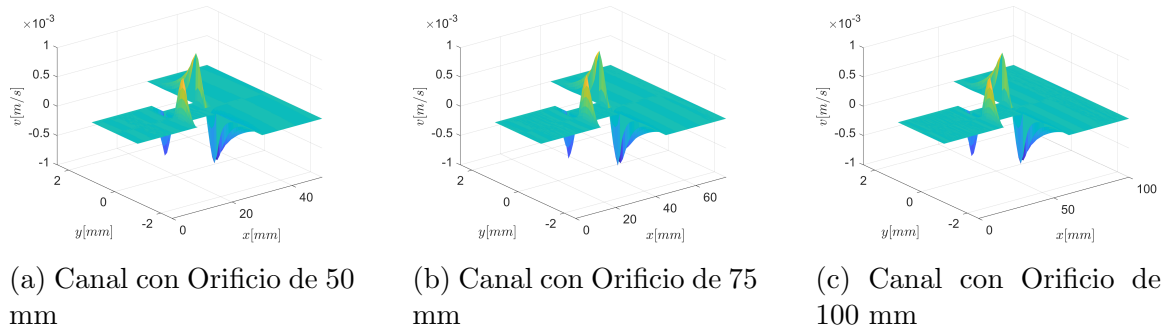 ×10⁻³
1
0.5
0
-0.5
-1
v[m/s]
2
0
-2
y[mm]
0
20
40
x[mm]
(a) Canal con Orificio de 50
mm
×10⁻³
1
0.5
0
-0.5
-1
v[m/s]
2
0
-2
y[mm]
0
20
40
60
x[mm]
(b) Canal con Orificio de 75
mm
×10⁻³
1
0.5
0
-0.5
-1
v[m/s]
2
0
-2
y[mm]
0
50
100
x[mm]
(c) Canal con Orificio de
100 mm